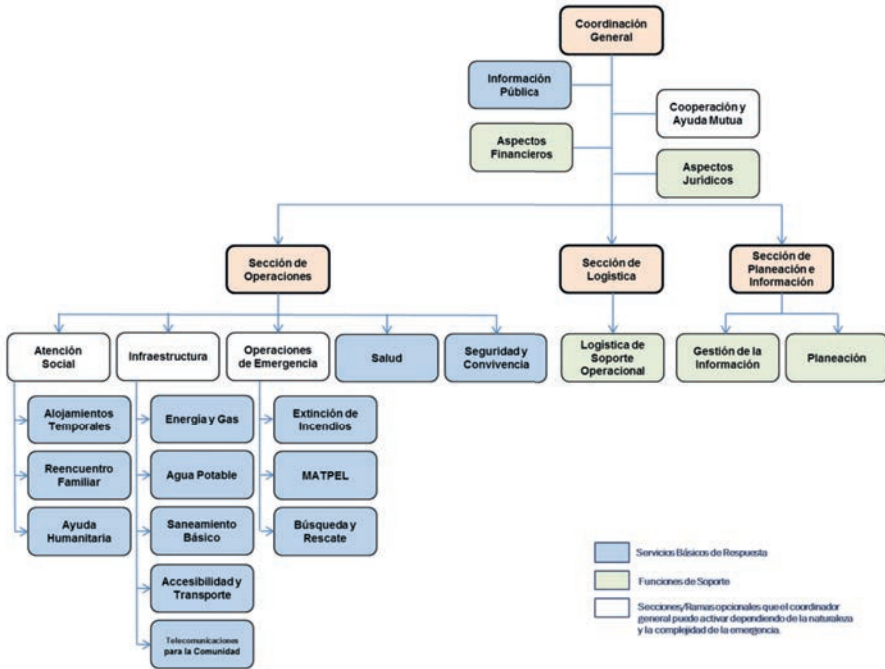 Coordinación
General
Información
Pública
Cooperación y
Ayuda Mutua
Aspectos
Financieros
Aspectos
Jurídicos
Sección de
Operaciones
Sección de
Logística
Sección de
Planeación e
Información
Atención
Social
Infraestructura
Operaciones
de Emergencia
Salud
Seguridad y
Convivencia
Logística de
Soporte
Operacional
Gestión de la
Información
Planeación
Alojamientos
Temporales
Energía y Gas
Extinción de
Incendios
Reencuentro
Familiar
Agua Potable
MATPEL
Ayuda
Humanitaria
Saneamiento
Básico
Búsqueda y
Rescate
Accesibilidad y
Transporte
Telecomunicaciones
para la Comunidad
Servicios Básicos de Respuesta
Funciones de Soporte
Secciones/Ramas opcionales que el coordinador
general puede activar dependiendo de la naturaleza
y la complejidad de la emergencia.